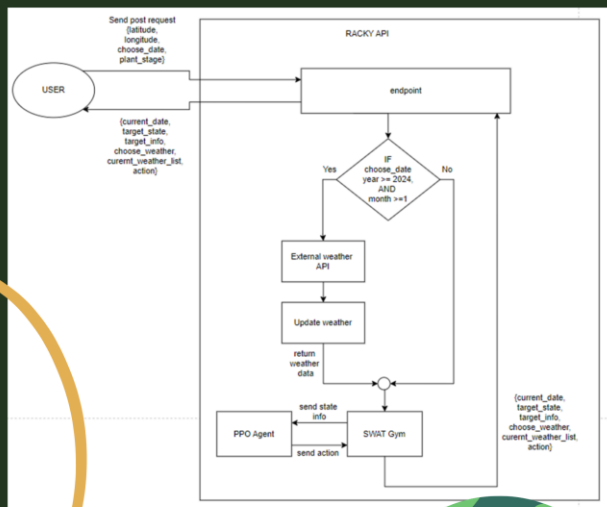 Send post request
{latitude,
longitude,
choose_date,
plant_stage}
RACKY API
USER
endpoint
{current_date,
target_state,
target_info,
choose_weather,
curernt_weather_list,
action}
IF
choose_date
year >= 2024,
AND
month >=1
Yes
No
External weather
API
Update weather
return
weather
data
{current_date,
target_state,
target_info,
choose_weather,
curernt_weather_list,
action}
send state
info
PPO Agent
SWAT Gym
send action